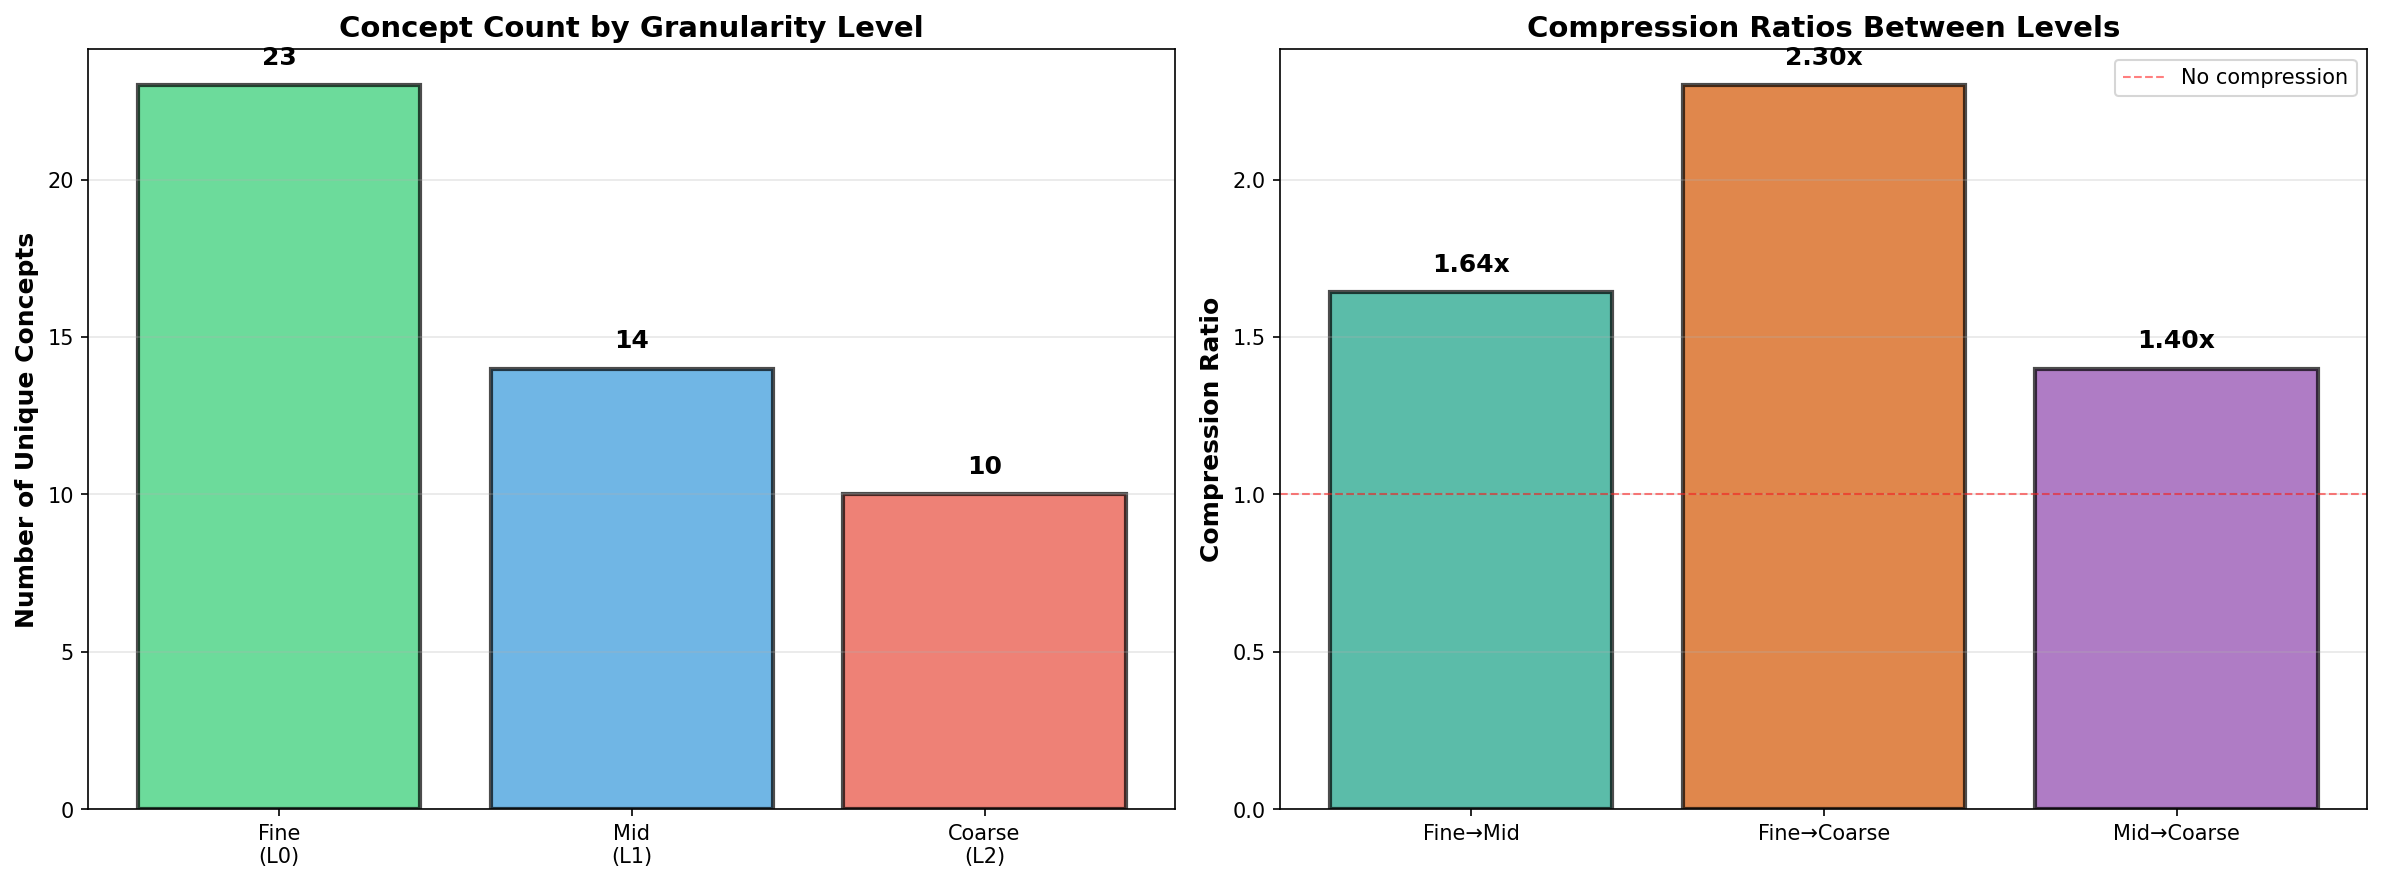 Concept Count by Granularity Level
Number of Unique Concepts
20
15
10
5
0
23
14
10
Fine
(L0)
Mid
(L1)
Coarse
(L2)
Compression Ratios Between Levels
Compression Ratio
2.0
1.5
1.0
0.5
0.0
No compression
1.64x
2.30x
1.40x
Fine→Mid
Fine→Coarse
Mid→Coarse